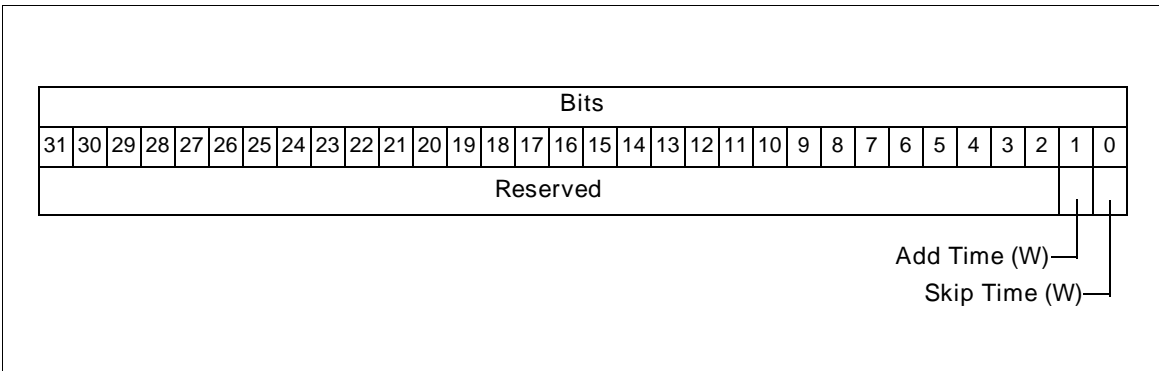 Bits
31 30 29 28 27 26 25 24 23 22 21 20 19 18 17 16 15 14 13 12 11 10 9 8 7 6 5 4 3 2 1 0
Reserved
Add Time (W)
Skip Time (W)